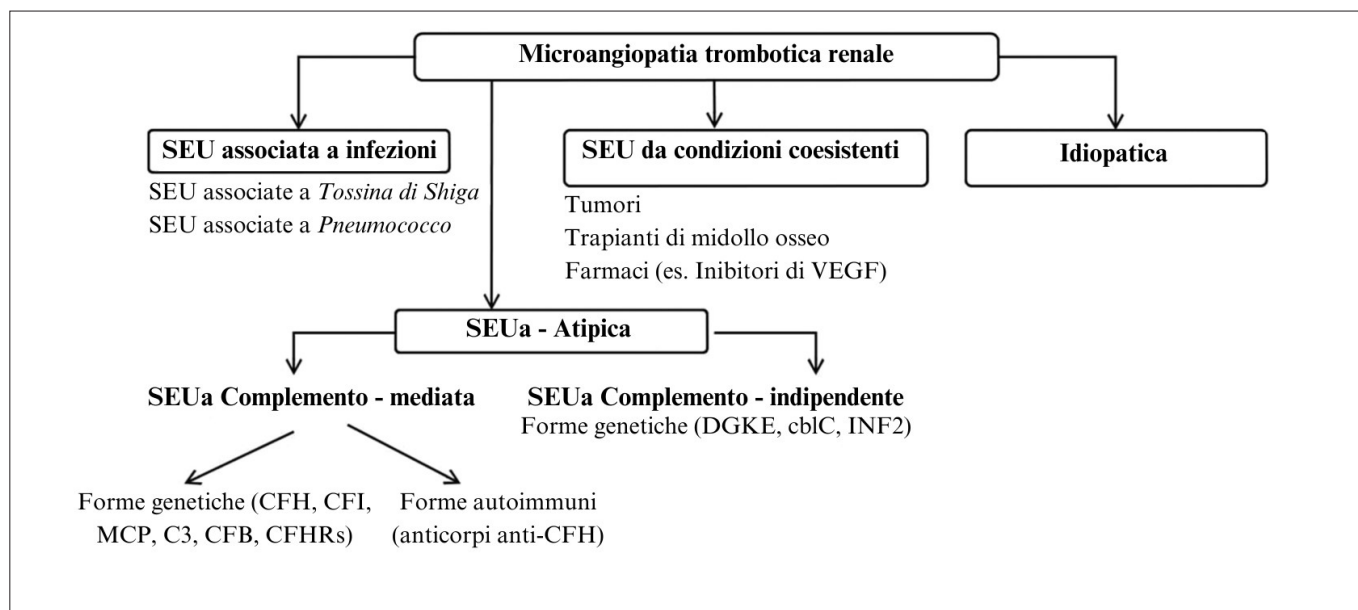 Microangiopatia trombotica renale
SEU associata a infezioni
SEU associate a Tossina di Shiga
SEU associate a Pneumococco
SEU da condizioni coesistenti
Tumori
Trapianti di midollo osseo
Farmaci (es. Inibitori di VEGF)
Idiopatica
SEUa - Atipica
SEUa Complemento - mediata
Forme genetiche (CFH, CFI,
MCP, C3, CFB, CFHRs)
Forme autoimmuni
(anticorpi anti-CFH)
SEUa Complemento - indipendente
Forme genetiche (DGKE, cblC, INF2)